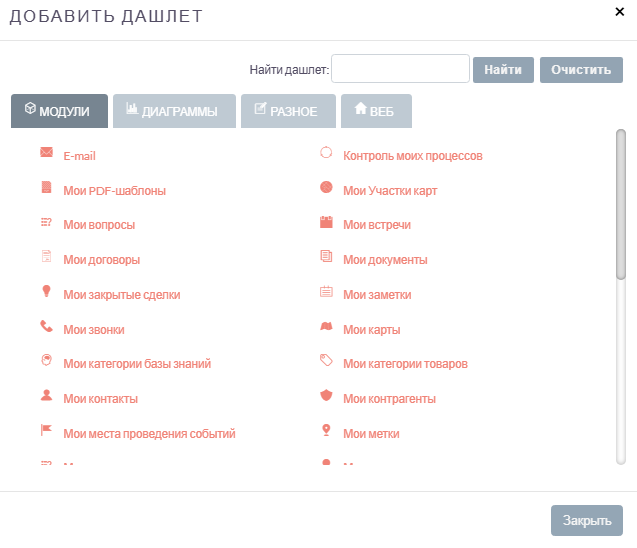 ДОБАВИТЬ ДАШЛЕТ
Найти дашлет: Найти Очистить
МОДУЛИ ДИАГРАММЫ РАЗНОЕ ВЕБ
E-mail Контроль моих процессов
Мои PDF-шаблоны Мои Участки карт
Мои вопросы Мои встречи
Мои договоры Мои документы
Мои закрытые сделки Мои заметки
Мои звонки Мои карты
Мои категории базы знаний Мои категории товаров
Мои контакты Мои контрагенты
Мои места проведения событий Мои метки
Закрыть